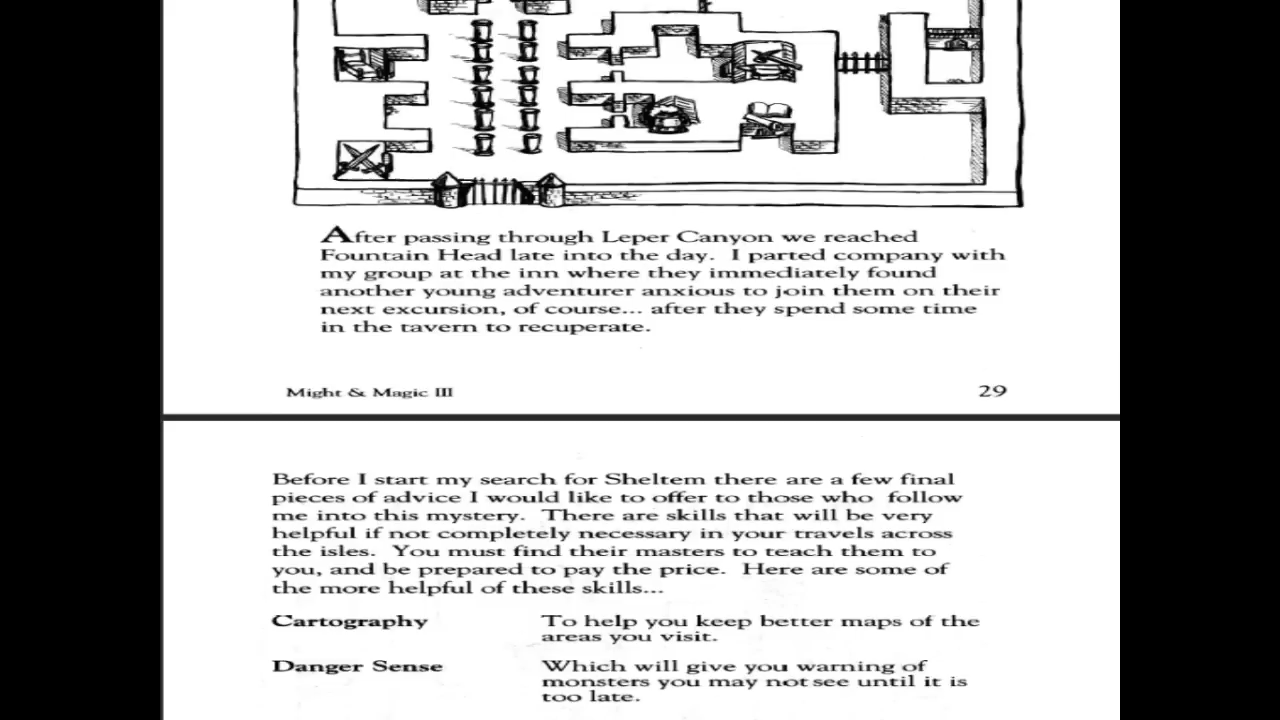 After passing through Leper Canyon we reached
Fountain Head late into the day. I parted company with
my group at the inn where they immediately found
another young adventurer anxious to join them on their
next excursion, of course... after they spend some time
in the tavern to recuperate.
Might & Magic III
29
Before I start my search for Sheltem there are a few final
pieces of advice I would like to offer to those who follow
me into this mystery. There are skills that will be very
helpful if not completely necessary in your travels across
the isles. You must find their masters to teach them to
you, and be prepared to pay the price. Here are some of
the more helpful of these skills...
Cartography
To help you keep better maps of the
areas you visit.
Danger Sense
Which will give you warning of
monsters you may not see until it is
too late.